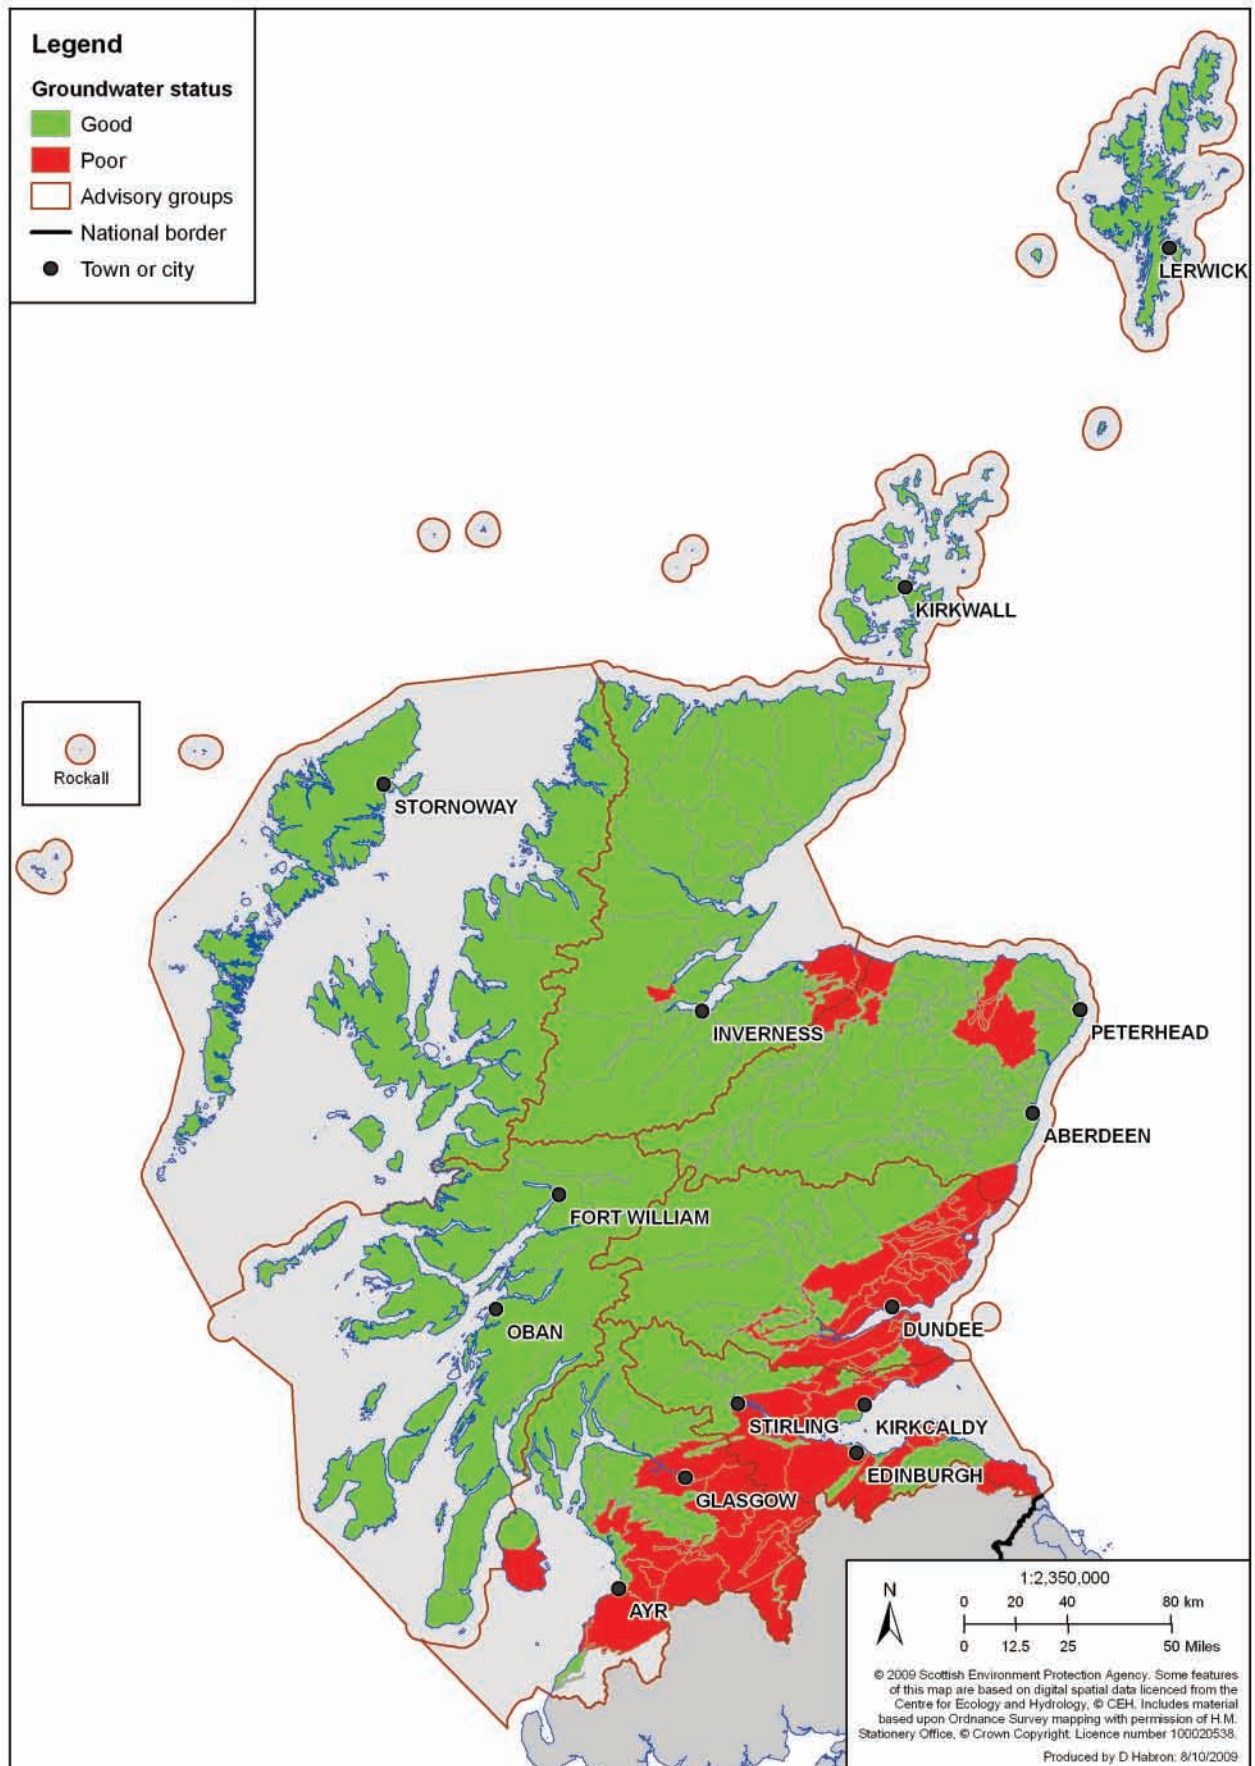 Legend
Groundwater status
Good
Poor
Advisory groups
National border
Town or city
LERWICK
KIRKWALL
Rockall
STORNOWAY
INVERNESS
PETERHEAD
ABERDEEN
FORT WILLIAM
OBAN
DUNDEE
STIRLING
KIRKCALDY
EDINBURGH
GLASGOW
AYR
N
1:2,350,000
0 20 40 80 km
0 12.5 25 50 Miles
© 2009 Scottish Environment Protection Agency. Some features
of this map are based on digital spatial data licenced from the
Centre for Ecology and Hydrology, © CEH. Includes material
based upon Ordnance Survey mapping with permission of H.M.
Stationery Office, © Crown Copyright. Licence number 100020538.
Produced by D Habron: 8/10/2009